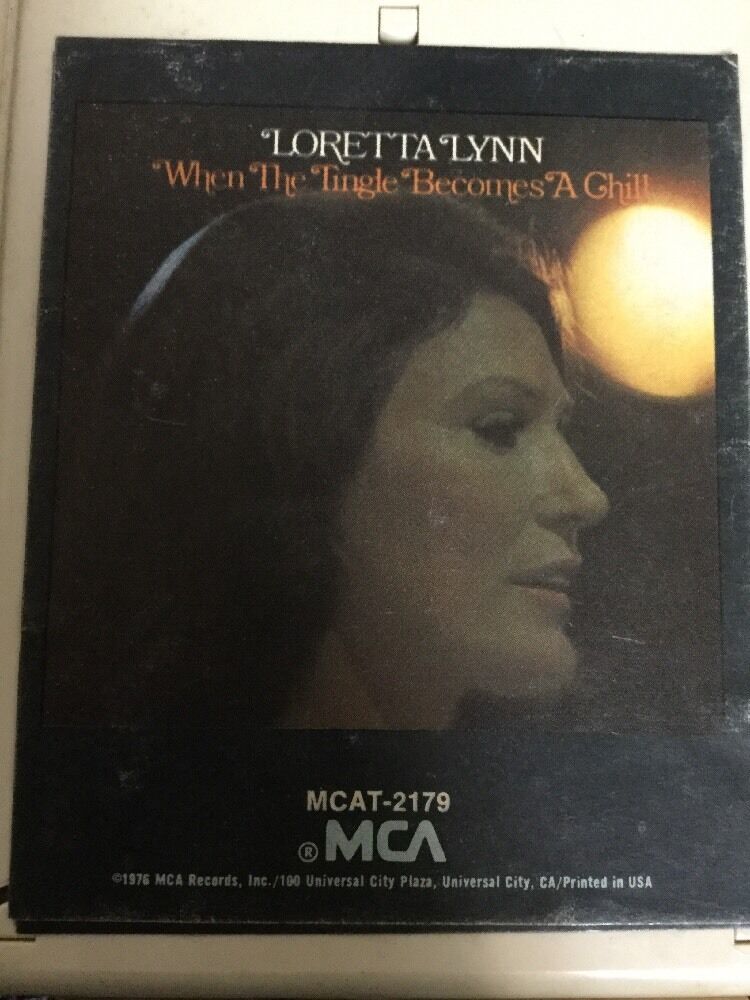 LORETTA LYNN
When The Tingle Becomes A Chill
MCAT-2179
® MCA
©1976 MCA Records, Inc./100 Universal City Plaza, Universal City, CA/Printed in USA